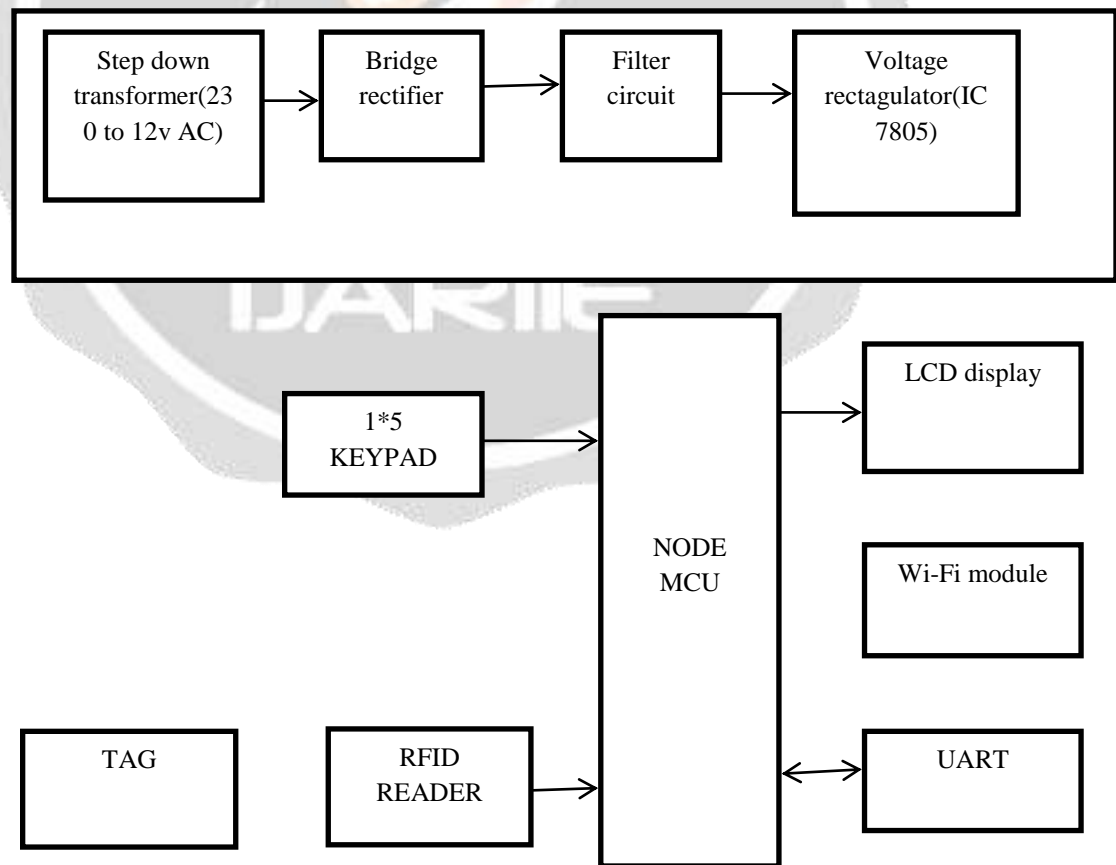 Step down
transformer(23
0 to 12v AC)
Bridge
rectifier
Filter
circuit
Voltage
rectagulator(IC
7805)
IJARIIE
1*5
KEYPAD
NODE
MCU
LCD display
Wi-Fi module
TAG
RFID
READER
UART